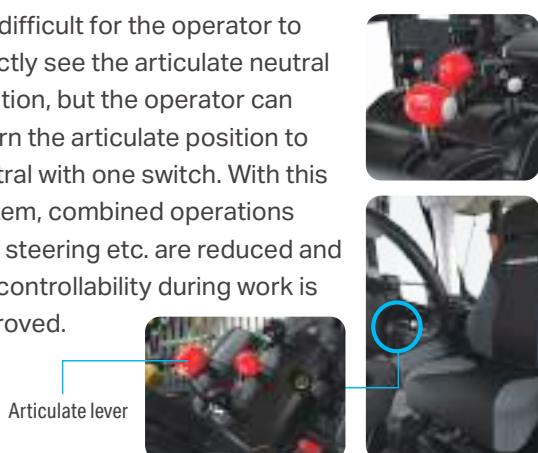 difficult for the operator to
ctly see the articulate neutral
tion, but the operator can
rn the articulate position to
tral with one switch. With this
tem, combined operations
steering etc. are reduced and
controllability during work is
roved.
Articulate lever